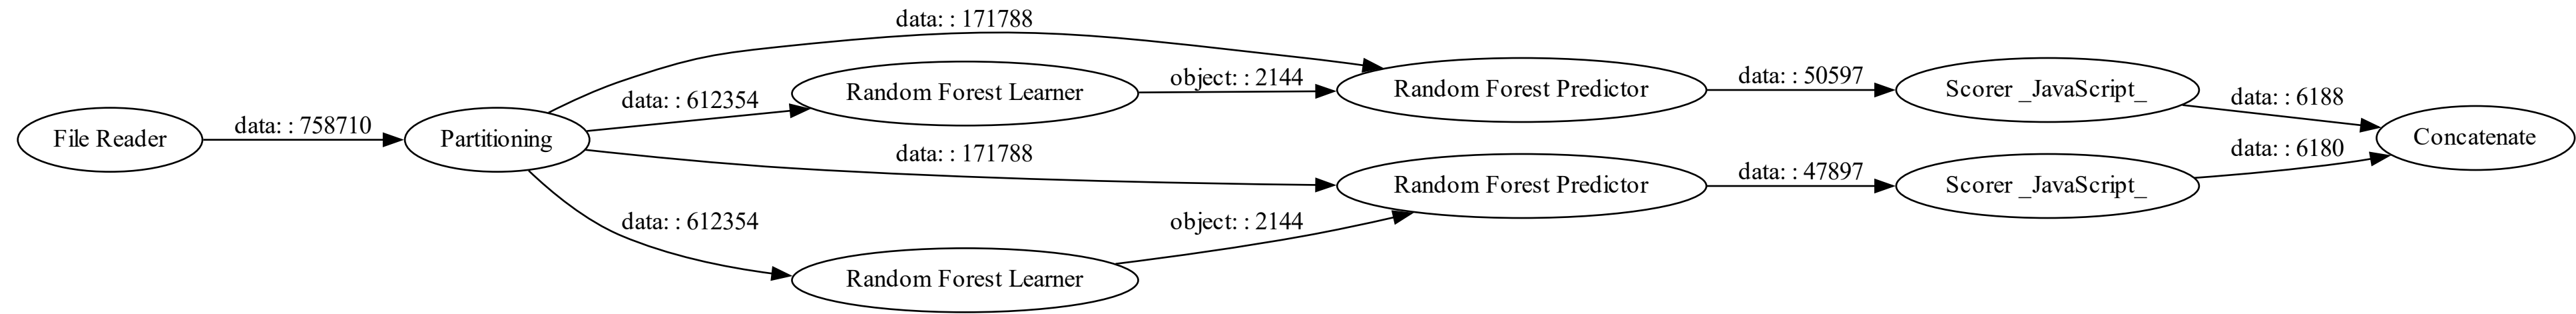 File Reader
data: : 758710
Partitioning
data: : 171788
data: : 612354
Random Forest Learner
object: : 2144
Random Forest Predictor
data: : 50597
Scorer _JavaScript_
data: : 6188
data: : 171788
Random Forest Predictor
data: : 47897
Scorer _JavaScript_
data: : 6180
Concatenate
data: : 612354
Random Forest Learner
object: : 2144